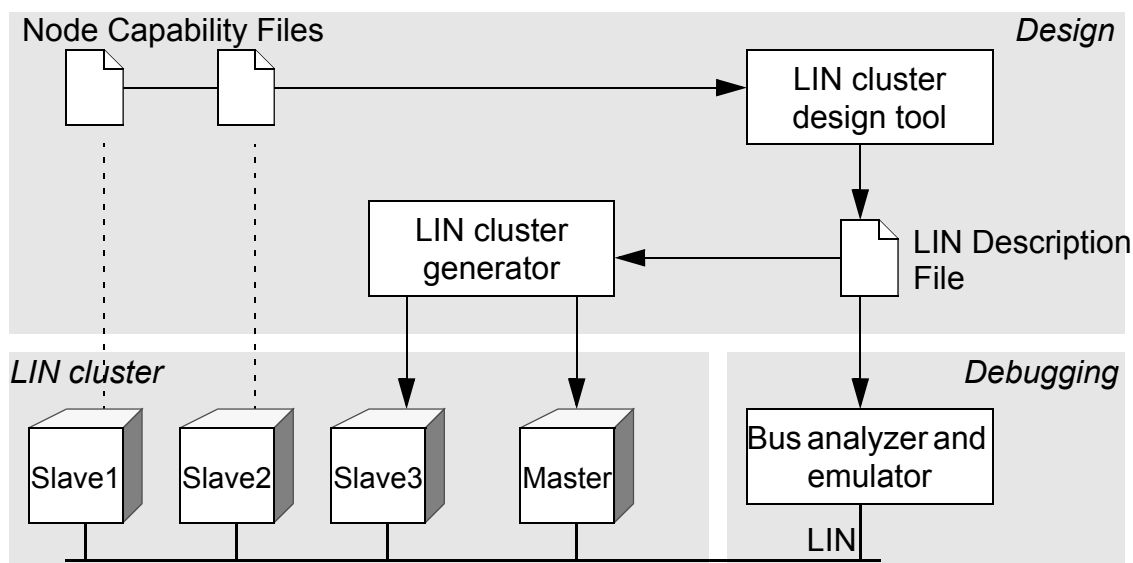 Node Capability Files
Design
LIN cluster
design tool
LIN cluster
generator
LIN Description
File
LIN cluster
Debugging
Slave1
Slave2
Slave3
Master
Bus analyzer and
emulator
LIN